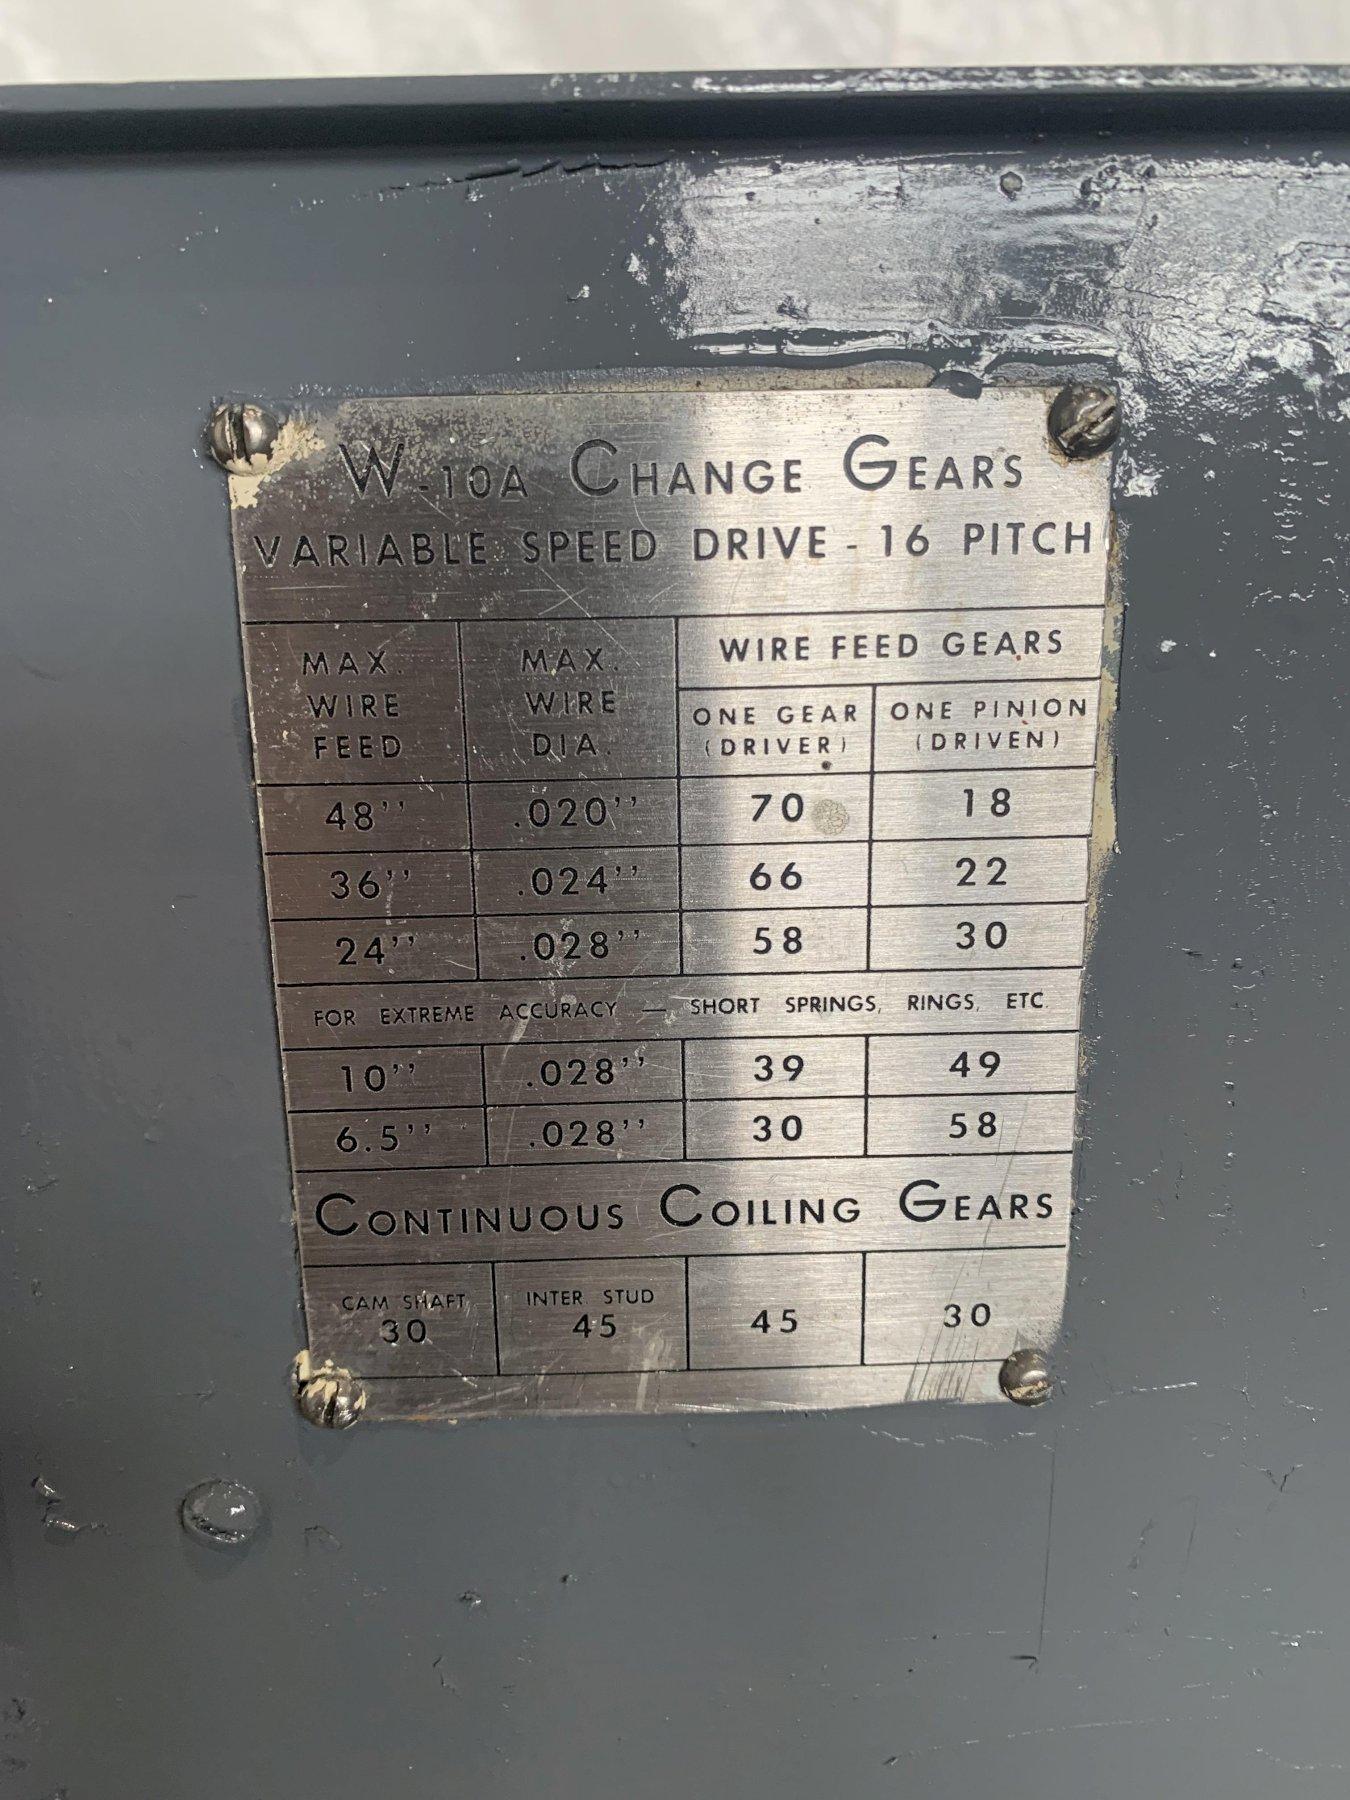 W-10A CHANGE GEARS
VARIABLE SPEED DRIVE - 16 PITCH
MAX. WIRE FEED MAX. WIRE DIA. WIRE FEED GEARS
ONE GEAR (DRIVER) ONE PINION (DRIVEN)
48'' .020'' 70 18
36'' .024'' 66 22
24'' .028'' 58 30
FOR EXTREME ACCURACY — SHORT SPRINGS, RINGS, ETC.
10'' .028'' 39 49
6.5'' .028'' 30 58
CONTINUOUS COILING GEARS
CAM SHAFT INTER. STUD
30 45 45 30